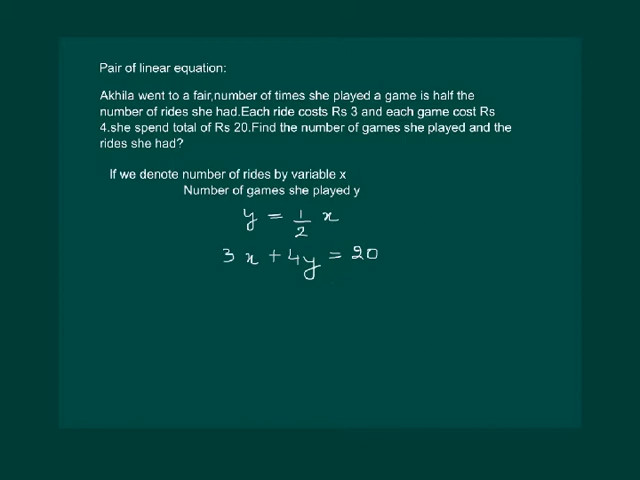 Pair of linear equation:
Akhila went to a fair,number of times she played a game is half the
number of rides she had.Each ride costs Rs 3 and each game cost Rs
4.she spend total of Rs 20.Find the number of games she played and the
rides she had?
If we denote number of rides by variable x
Number of games she played y
y = 1/2 x
3x + 4y = 20